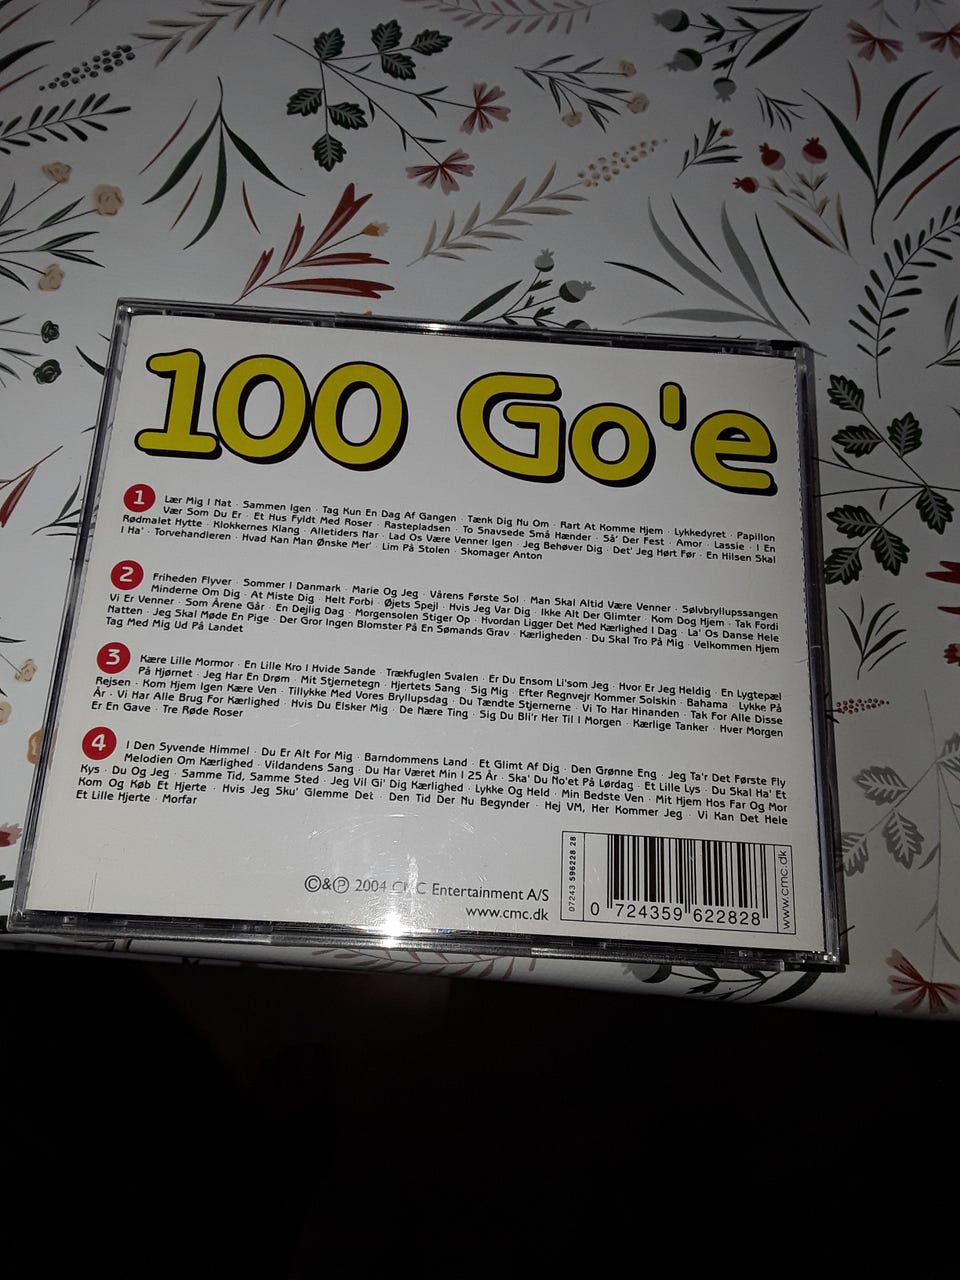 100 Go'e
1 Lær Mig I Nat · Sammen Igen · Tag Kun En Dag Af Gangen · Tænk Dig Nu Om · Rart At Komme Hjem · Lykkedyret · Papillon
Vær Som Du Er · Et Hus Fyldt Med Roser · Rastepladsen · To Snavsede Små Hænder · Så' Der Fest · Amor · Lassie · I En
Rødmalet Hytte · Klokkernes Klang · Alletiders Nar · Lad Os Være Venner Igen · Jeg Behøver Dig · Det' Jeg Hørt Før · En Hilsen Skal
I Ha' · Torvehandleren · Hvad Kan Man Ønske Mer' · Lim På Stolen · Skomager Anton
2 Friheden Flyver · Sommer I Danmark · Marie Og Jeg · Vårens Første Sol · Man Skal Altid Være Venner · Sølvbryllupssangen
Minderne Om Dig · At Miste Dig · Helt Forbi · Øjets Spejl · Hvis Jeg Var Dig · Ikke Alt Der Glimter · Kom Dog Hjem · Tak Fordi
Vi Er Venner · Som Årene Går · En Dejlig Dag · Morgensolen Stiger Op · Hvordan Ligger Det Med Kærlighed I Dag · La' Os Danse Hele
Natten · Jeg Skal Møde En Pige · Der Gror Ingen Blomster På En Sømands Grav · Kærligheden · Du Skal Tro På Mig · Velkommen Hjem
Tag Med Mig Ud På Landet
3 Kære Lille Mormor · En Lille Kro I Hvide Sande · Trækfuglen Svalen · Er Du Ensom Li'som Jeg · Hvor Er Jeg Heldig · En Lygtepæl
På Hjørnet · Jeg Har En Drøm · Mit Stjernetegn · Hjertets Sang · Sig Mig · Efter Regnvejr Kommer Solskin · Bahama · Lykke På
Rejsen · Kom Hjem Igen Kære Ven · Tillykke Med Vores Bryllupsdag · Du Tændte Stjernerne · Vi To Har Hinanden · Tak For Alle Disse
År · Vi Har Alle Brug For Kærlighed · Hvis Du Elsker Mig · De Nære Ting · Sig Du Bli'r Her Til I Morgen · Kærlige Tanker · Hver Morgen
Er En Gave · Tre Røde Roser
4 I Den Syvende Himmel · Du Er Alt For Mig · Barndommens Land · Et Glimt Af Dig · Den Grønne Eng · Jeg Ta'r Det Første Fly
Melodien Om Kærlighed · Vildandens Sang · Du Har Været Min I 25 År · Ska' Du No'et På Lørdag · Et Lille Lys · Du Skal Ha' Et
Kys · Du Og Jeg · Samme Tid, Samme Sted · Jeg Vil Gi' Dig Kærlighed · Lykke Og Held · Min Bedste Ven · Mit Hjem Hos Far Og Mor
Kom Og Køb Et Hjerte · Hvis Jeg Sku' Glemme Det · Den Tid Der Nu Begynder · Hej VM, Her Kommer Jeg · Vi Kan Det Hele
Et Lille Hjerte · Morfar
©&℗ 2004 CMC Entertainment A/S
www.cmc.dk
07243 596228 28
0 724359 622828
www.cmc.dk